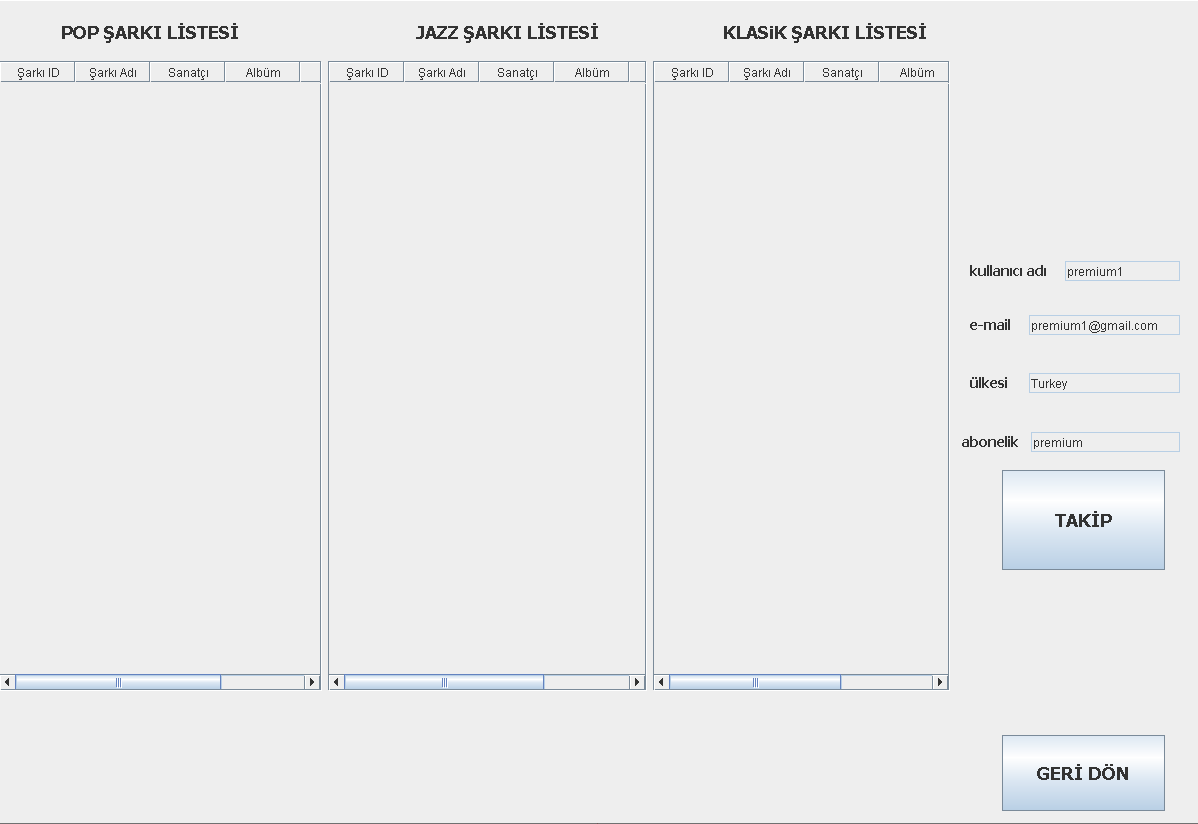 POP ŞARKI LİSTESİ
JAZZ ŞARKI LİSTESİ
KLASiK ŞARKI LİSTESİ
Şarkı ID Şarkı Adı Sanatçı Albüm
Şarkı ID Şarkı Adı Sanatçı Albüm
Şarkı ID Şarkı Adı Sanatçı Albüm
kullanıcı adı premium1
e-mail premium1@gmail.com
ülkesi Turkey
abonelik premium
TAKİP
GERİ DÖN